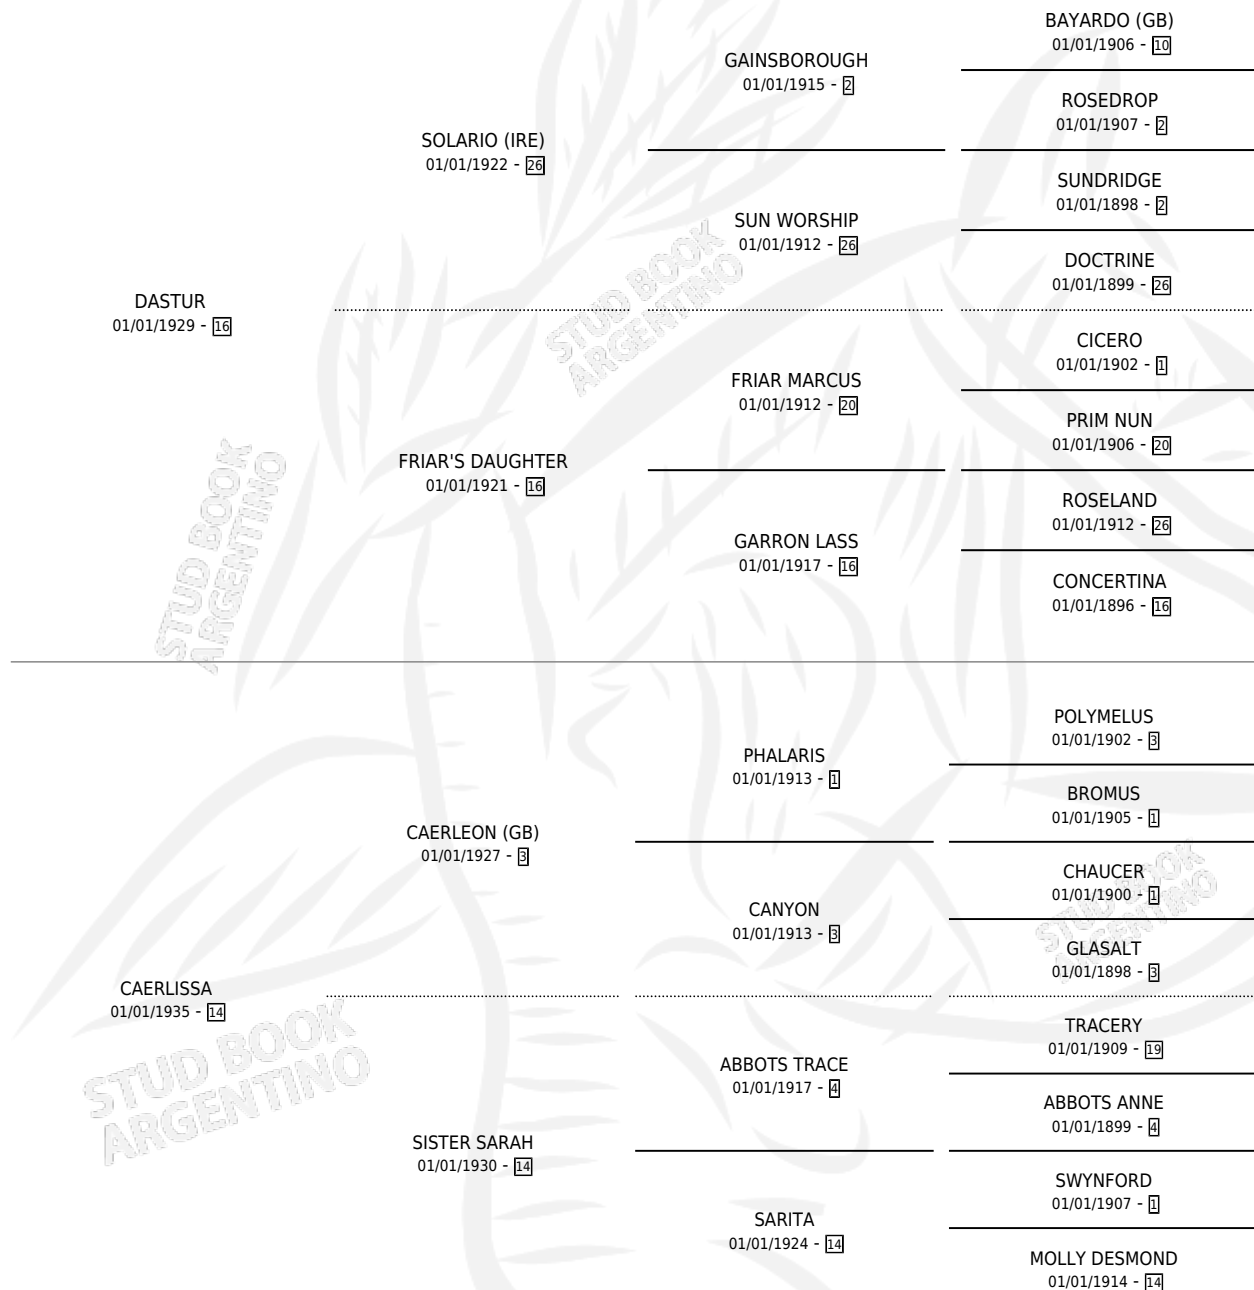 BAYARDO (GB)
01/01/1906 - 10
GAINSBOROUGH
01/01/1915 - 2
ROSEDROP
01/01/1907 - 2
SOLARIO (IRE)
01/01/1922 - 26
SUNDRIDGE
01/01/1898 - 2
SUN WORSHIP
01/01/1912 - 26
DOCTRINE
01/01/1899 - 26
DASTUR
01/01/1929 - 16
CICERO
01/01/1902 - 1
FRIAR MARCUS
01/01/1912 - 20
PRIM NUN
01/01/1906 - 20
FRIAR'S DAUGHTER
01/01/1921 - 16
ROSELAND
01/01/1912 - 26
GARRON LASS
01/01/1917 - 16
CONCERTINA
01/01/1896 - 16
POLYMELUS
01/01/1902 - 3
PHALARIS
01/01/1913 - 1
BROMUS
01/01/1905 - 1
CAERLEON (GB)
01/01/1927 - 3
CHAUCER
01/01/1900 - 1
CANYON
01/01/1913 - 3
GLASALT
01/01/1898 - 3
CAERLISSA
01/01/1935 - 14
TRACERY
01/01/1909 - 19
ABBOTS TRACE
01/01/1917 - 4
ABBOTS ANNE
01/01/1899 - 4
SISTER SARAH
01/01/1930 - 14
SWYNFORD
01/01/1907 - 1
SARITA
01/01/1924 - 14
MOLLY DESMOND
01/01/1914 - 14
STUD BOOK
ARGENTINO
STUD BOOK
ARGENTINO
STUD BOOK
ARGENTINO
STUD BOOK
ARGENTINO